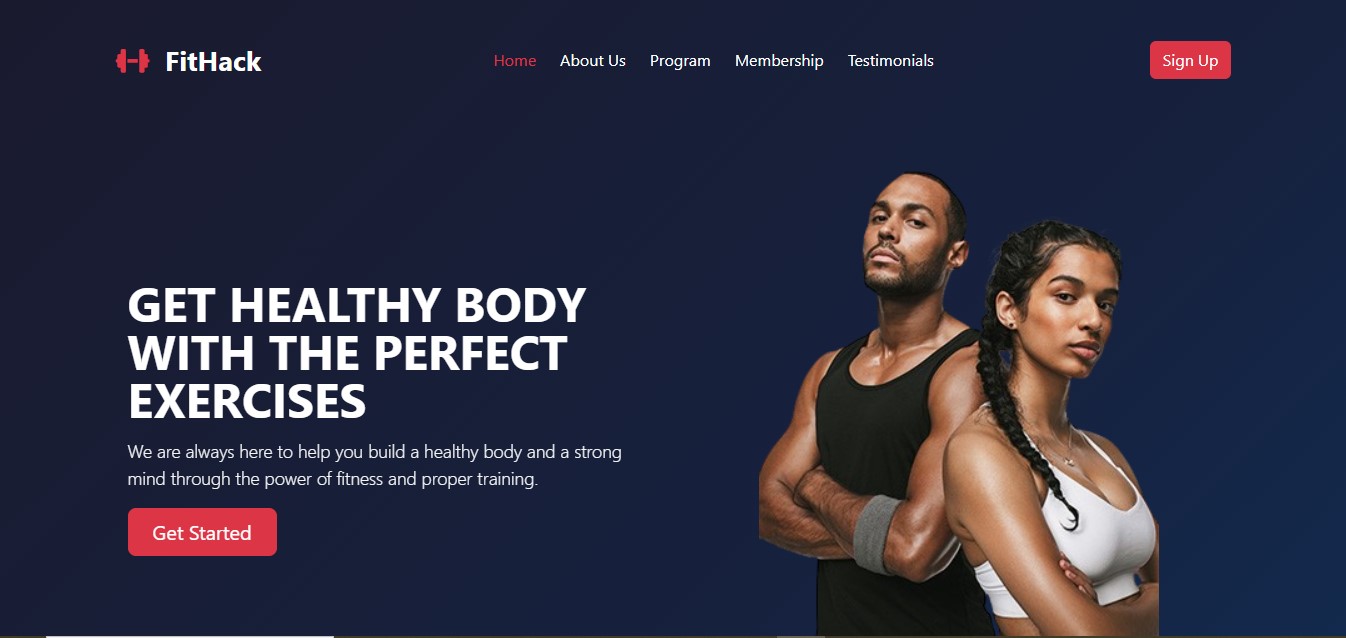 FitHack
Home About Us Program Membership Testimonials
Sign Up
GET HEALTHY BODY
WITH THE PERFECT
EXERCISES
We are always here to help you build a healthy body and a strong
mind through the power of fitness and proper training.
Get Started